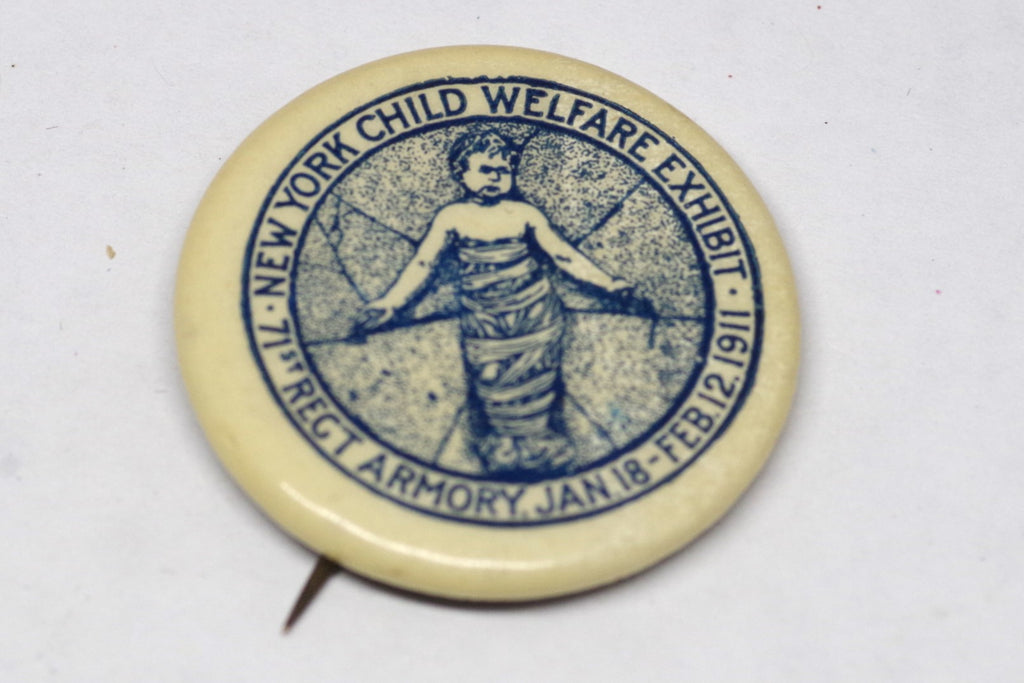 · NEW YORK CHILD WELFARE EXHIBIT ·
71ST REGT ARMORY, JAN. 18 - FEB. 12. 1911